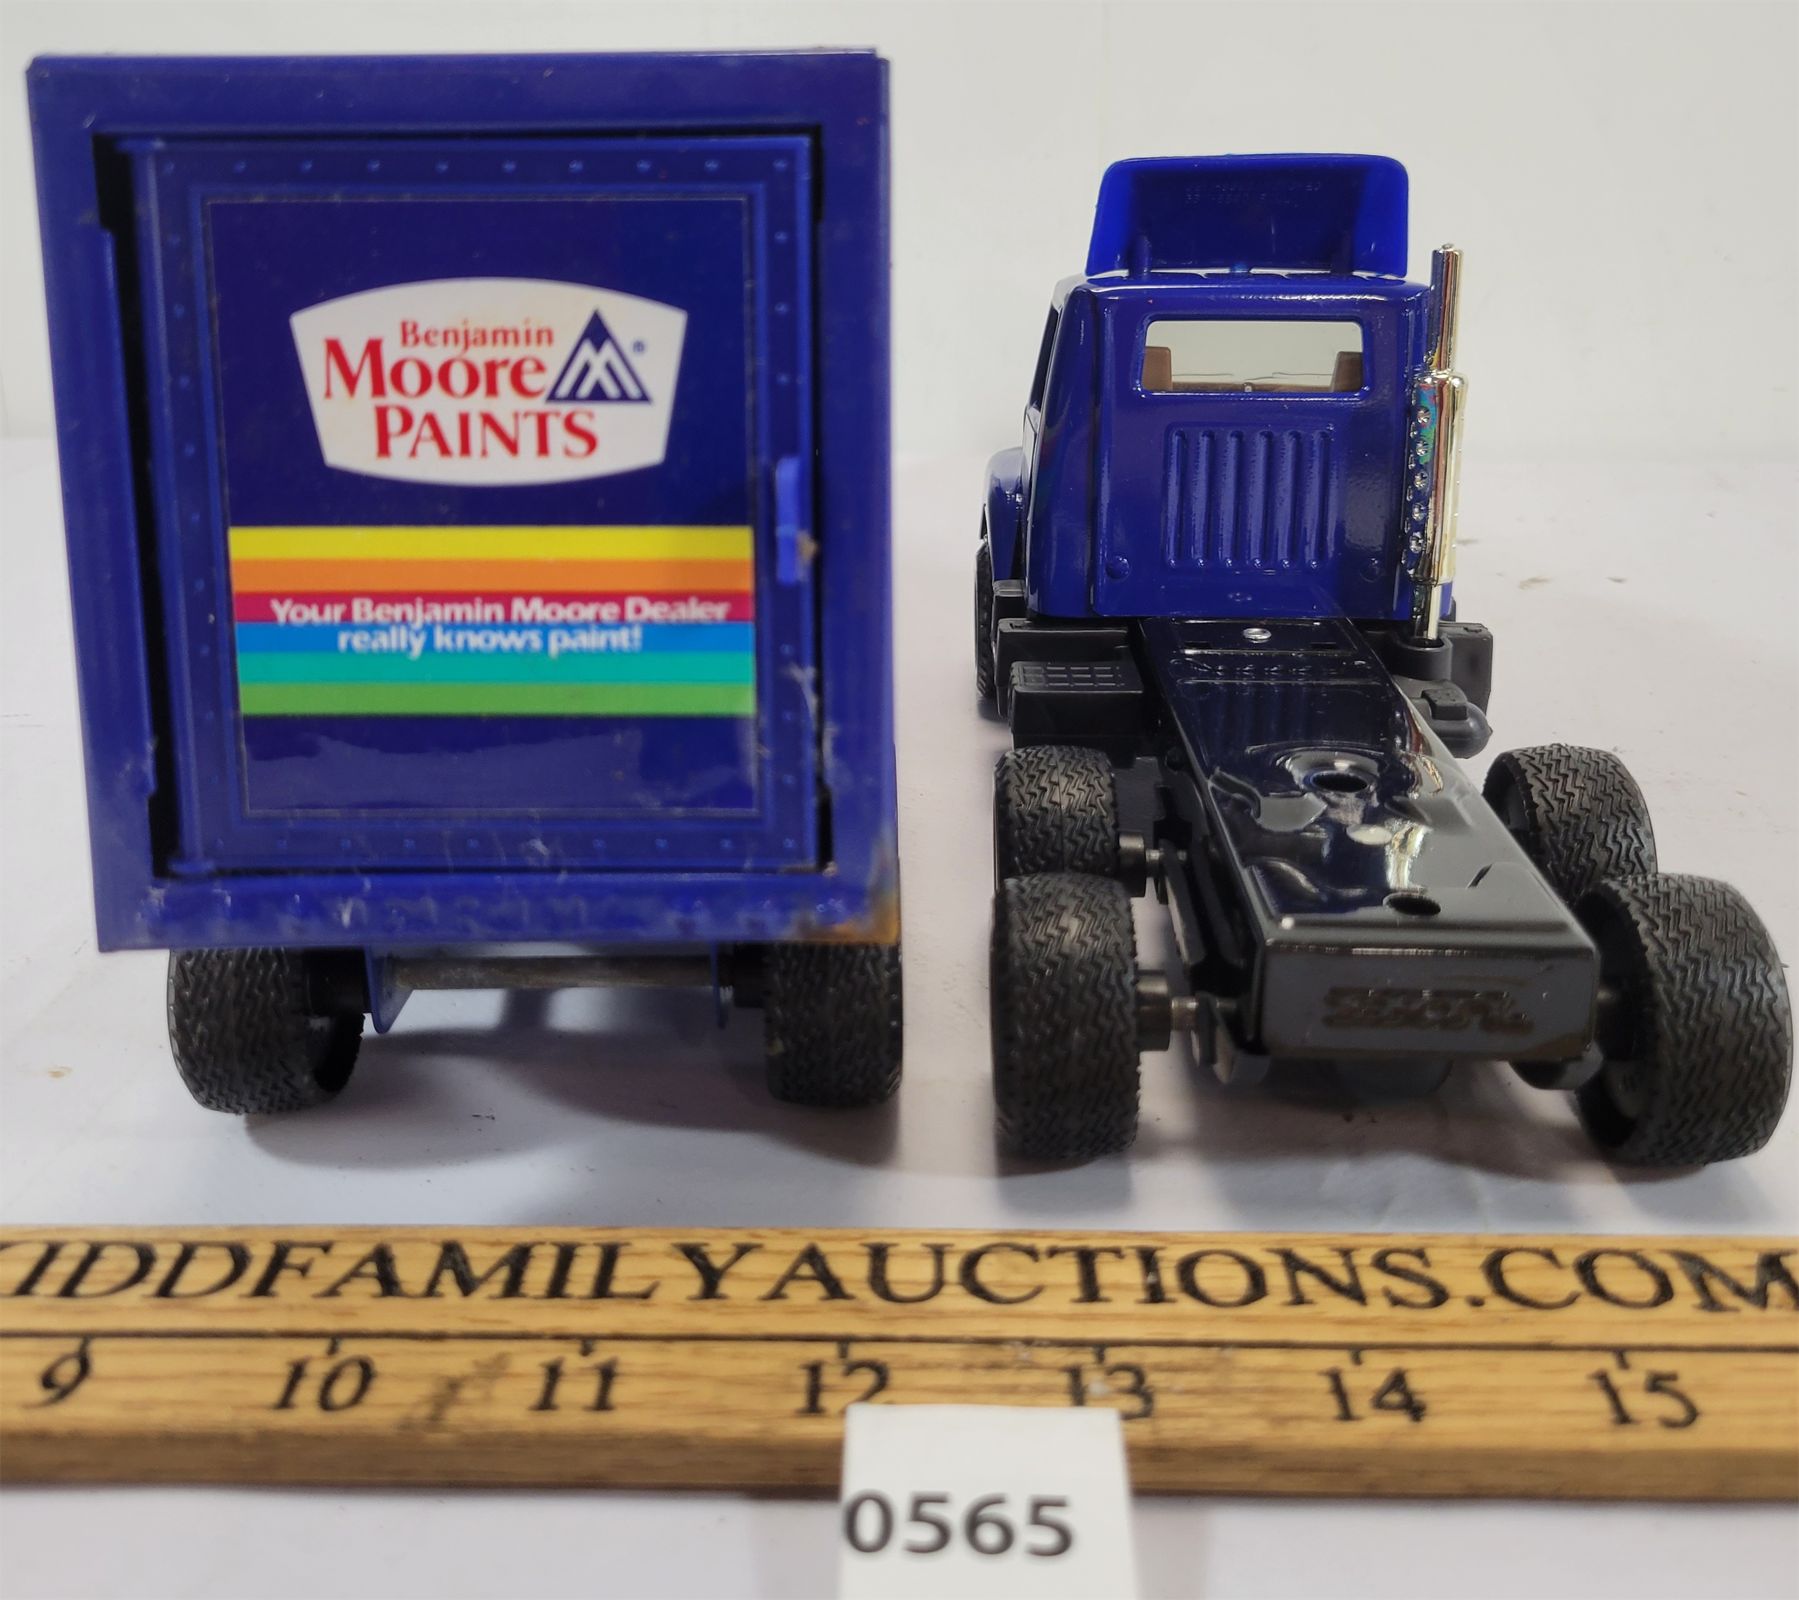 Benjamin
Moore
PAINTS
Your Benjamin Moore Dealer
really knows paint!
KIDDFAMILYAUCTIONS.COM
9 10 11 12 13 14 15
0565